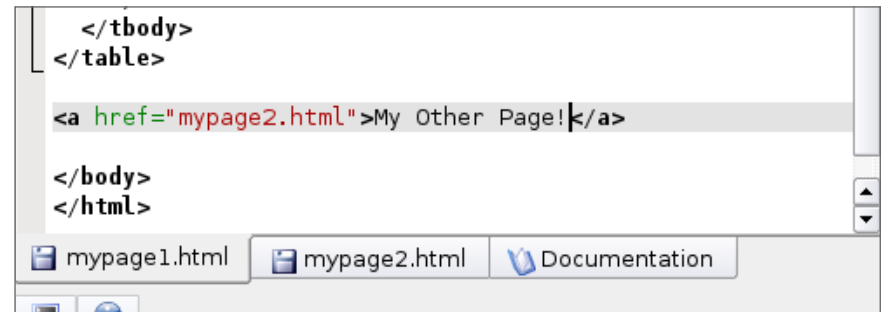 </tbody>
</table>
<a href="mypage2.html">My Other Page!</a>
</body>
</html>
mypage1.html mypage2.html Documentation